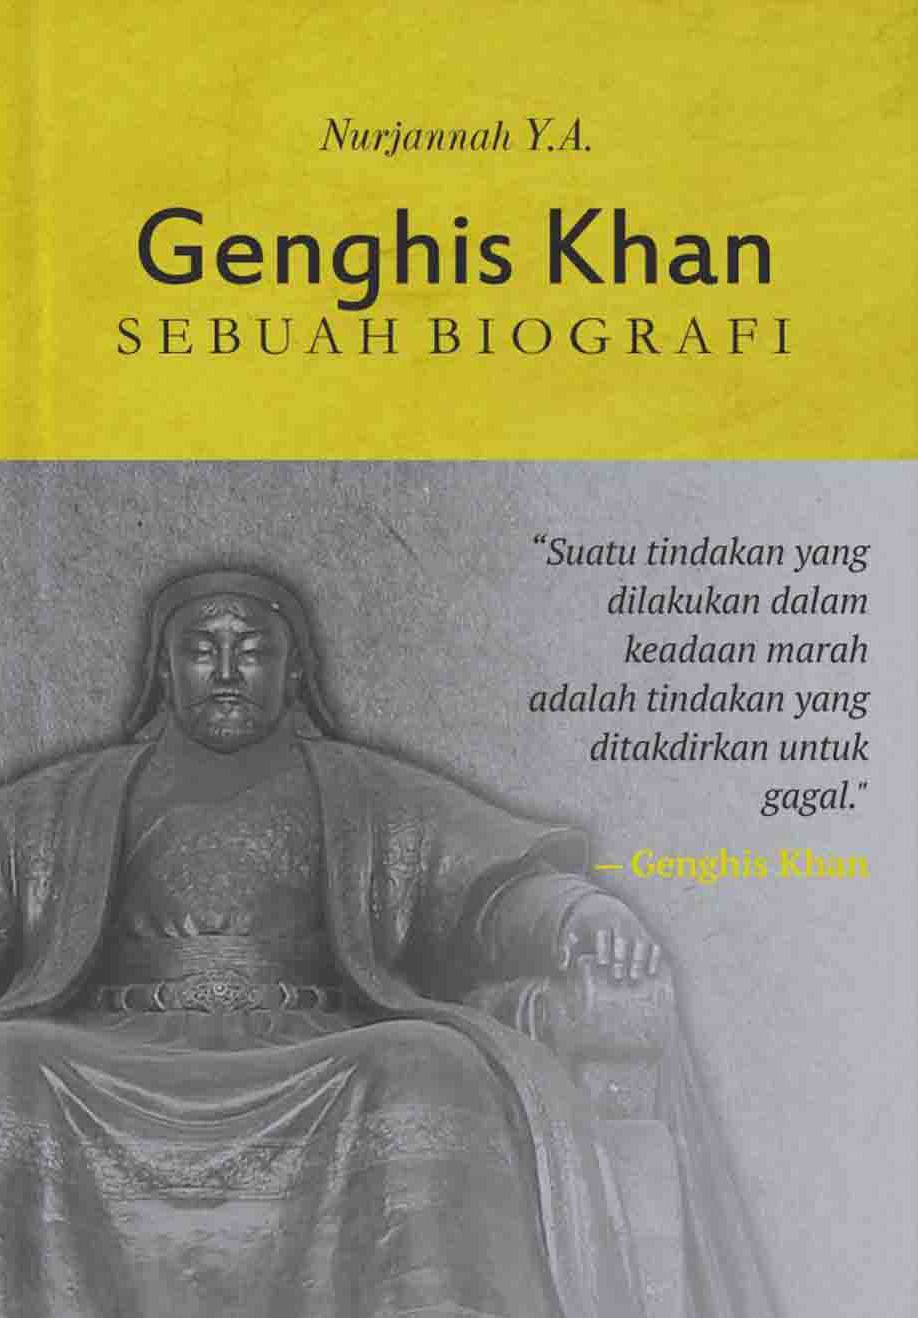 Nurjannah Y.A.
Genghis Khan
SEBUAH BIOGRAFI
“Suatu tindakan yang
dilakukan dalam
keadaan marah
adalah tindakan yang
ditakdirkan untuk
gagal."
— Genghis Khan